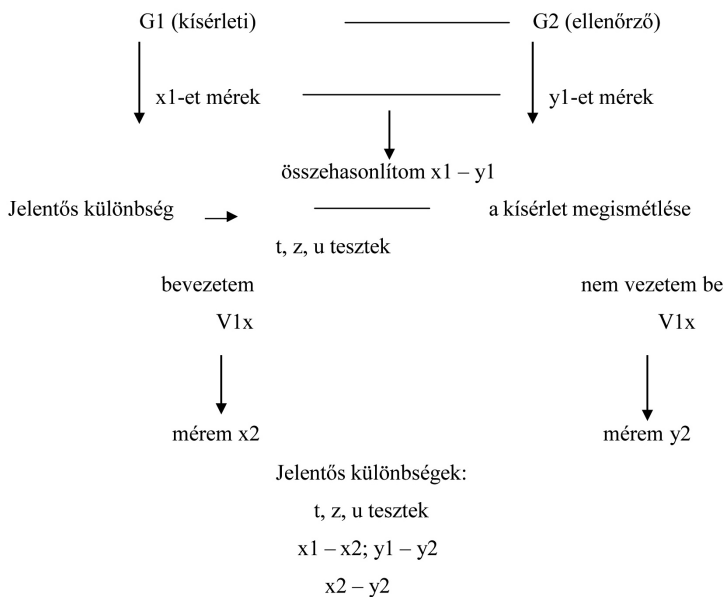 G1 (kísérleti) G2 (ellenőrző)
x1-et mérek y1-et mérek
összehasonlítom x1 – y1
Jelentős különbség a kísérlet megismétlése
t, z, u tesztek
bevezetem nem vezetem be
V1x V1x
mérem x2 mérem y2
Jelentős különbségek:
t, z, u tesztek
x1 – x2; y1 – y2
x2 – y2